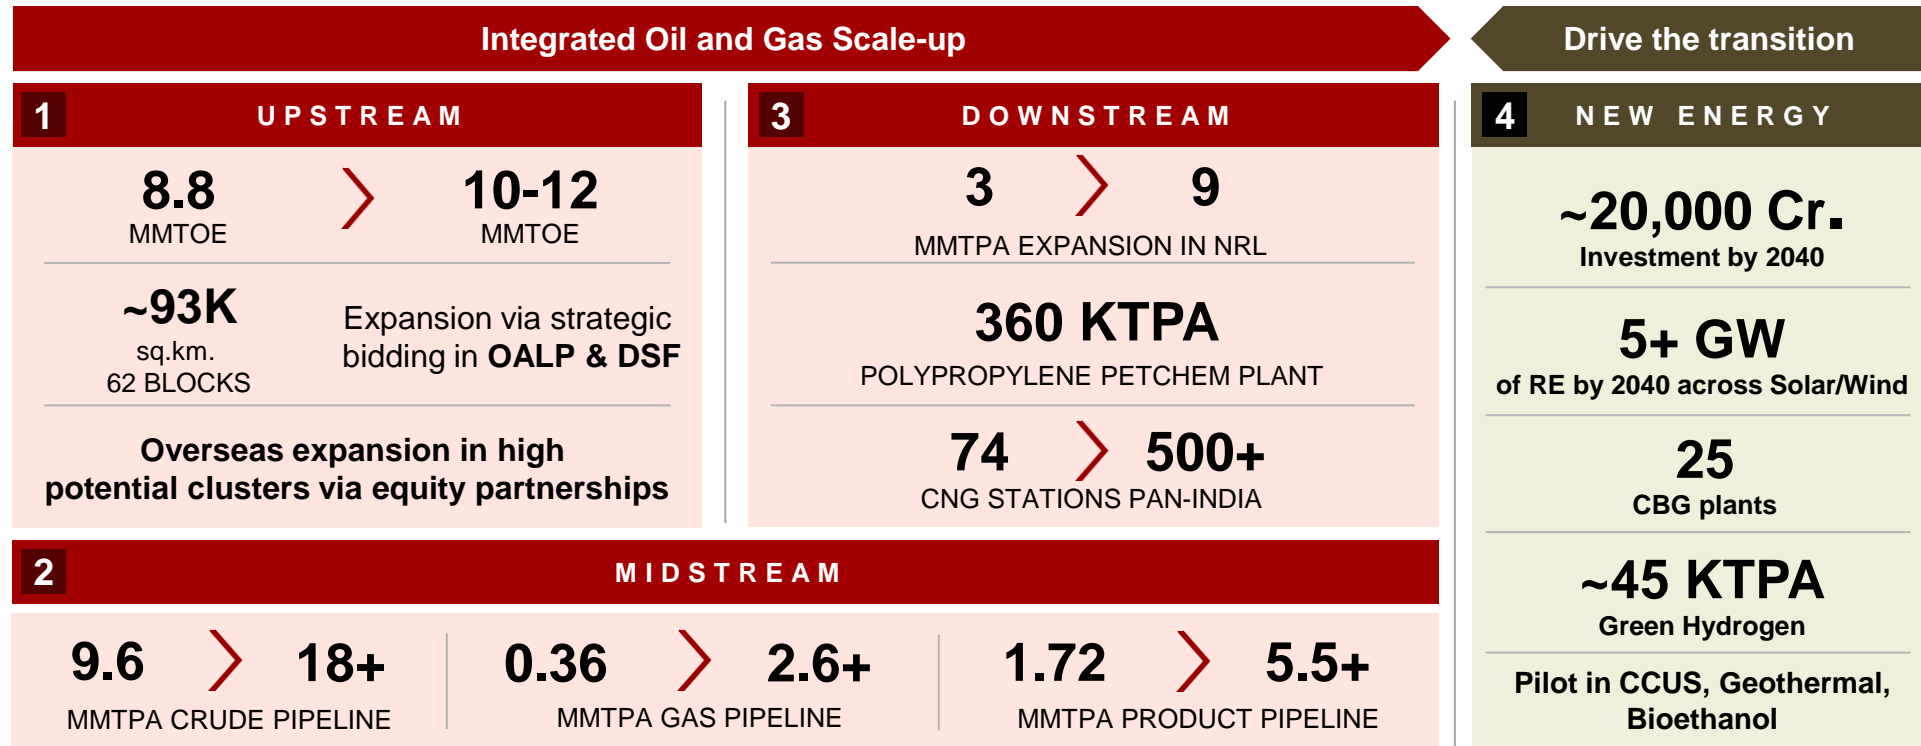 Integrated Oil and Gas Scale-up
Drive the transition
1
UPSTREAM
8.8
10-12
MMTOE
MMTOE
~93K
sq.km.
62 BLOCKS
Expansion via strategic
bidding in OALP & DSF
Overseas expansion in high
potential clusters via equity partnerships
3
DOWNSTREAM
3
9
MMTPA EXPANSION IN NRL
360 KTPA
POLYPROPYLENE PETCHEM PLANT
74
500+
CNG STATIONS PAN-INDIA
2
MIDSTREAM
9.6
18+
MMTPA CRUDE PIPELINE
0.36
2.6+
MMTPA GAS PIPELINE
1.72
5.5+
MMTPA PRODUCT PIPELINE
4
NEW ENERGY
~20,000 Cr.
Investment by 2040
5+ GW
of RE by 2040 across Solar/Wind
25
CBG plants
~45 KTPA
Green Hydrogen
Pilot in CCUS, Geothermal,
Bioethanol